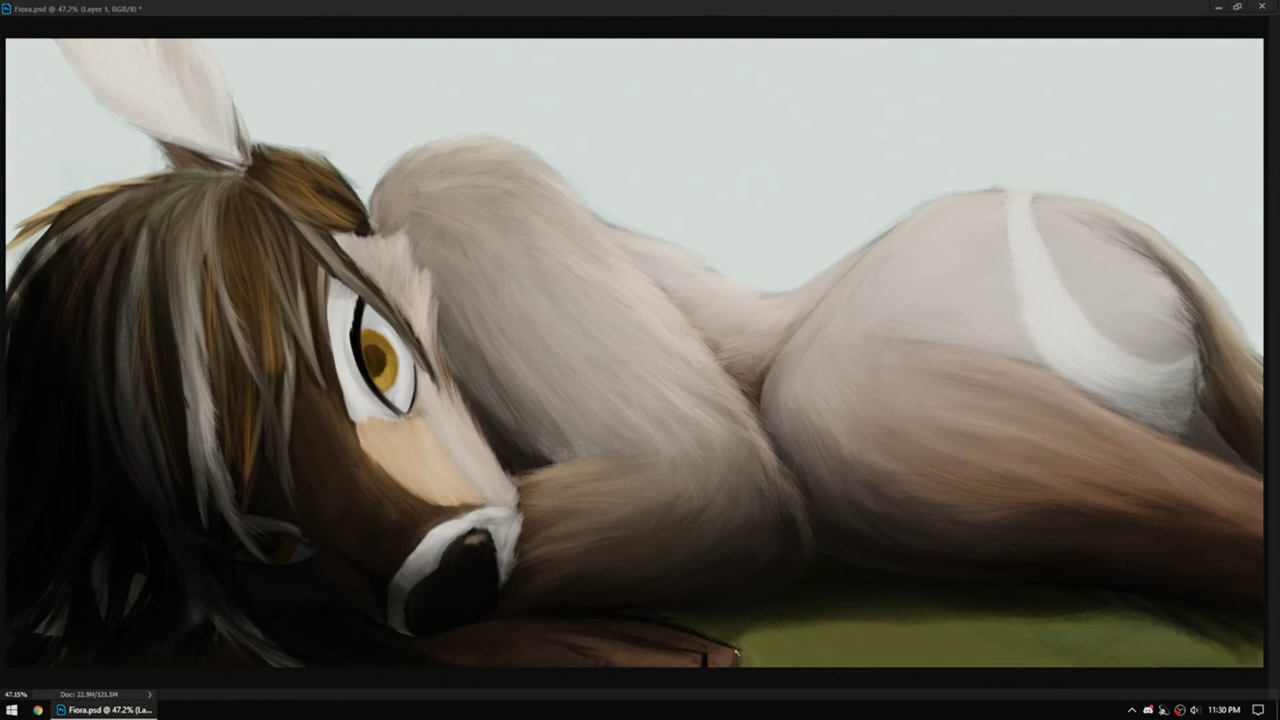 Fiora.psd @ 47.2% (Layer 1, RGB/8) *
47.15%
Doc: 22.9M/121.5M
Fiora.psd @ 47.2% (La...
11:30 PM